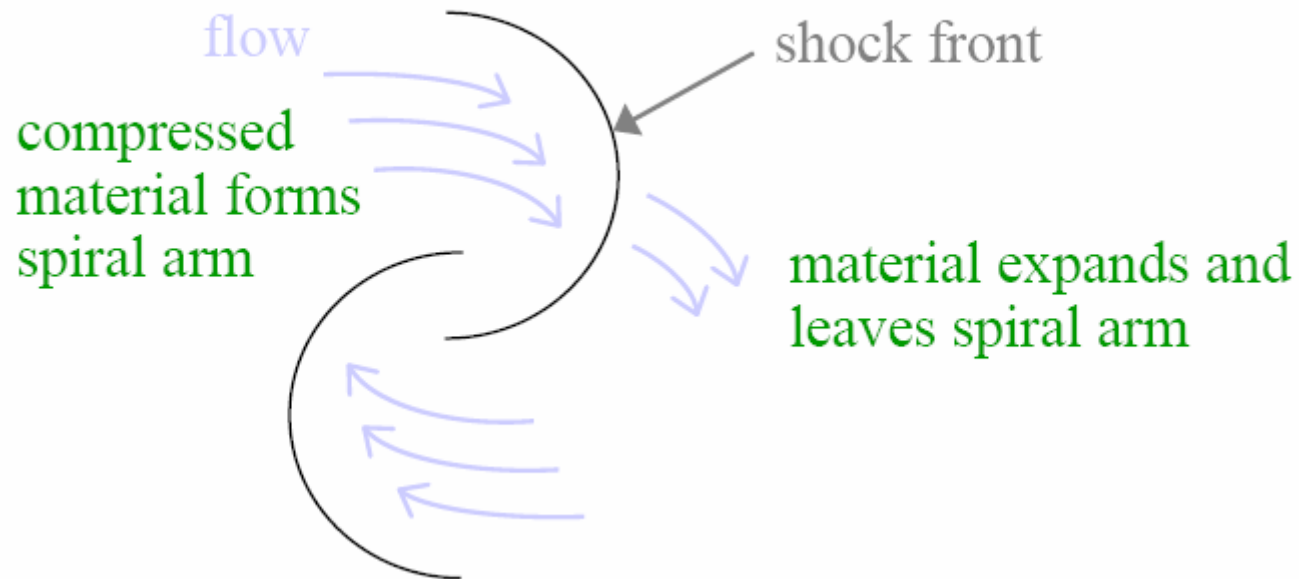 flow
shock front
compressed
material forms
spiral arm
material expands and
leaves spiral arm